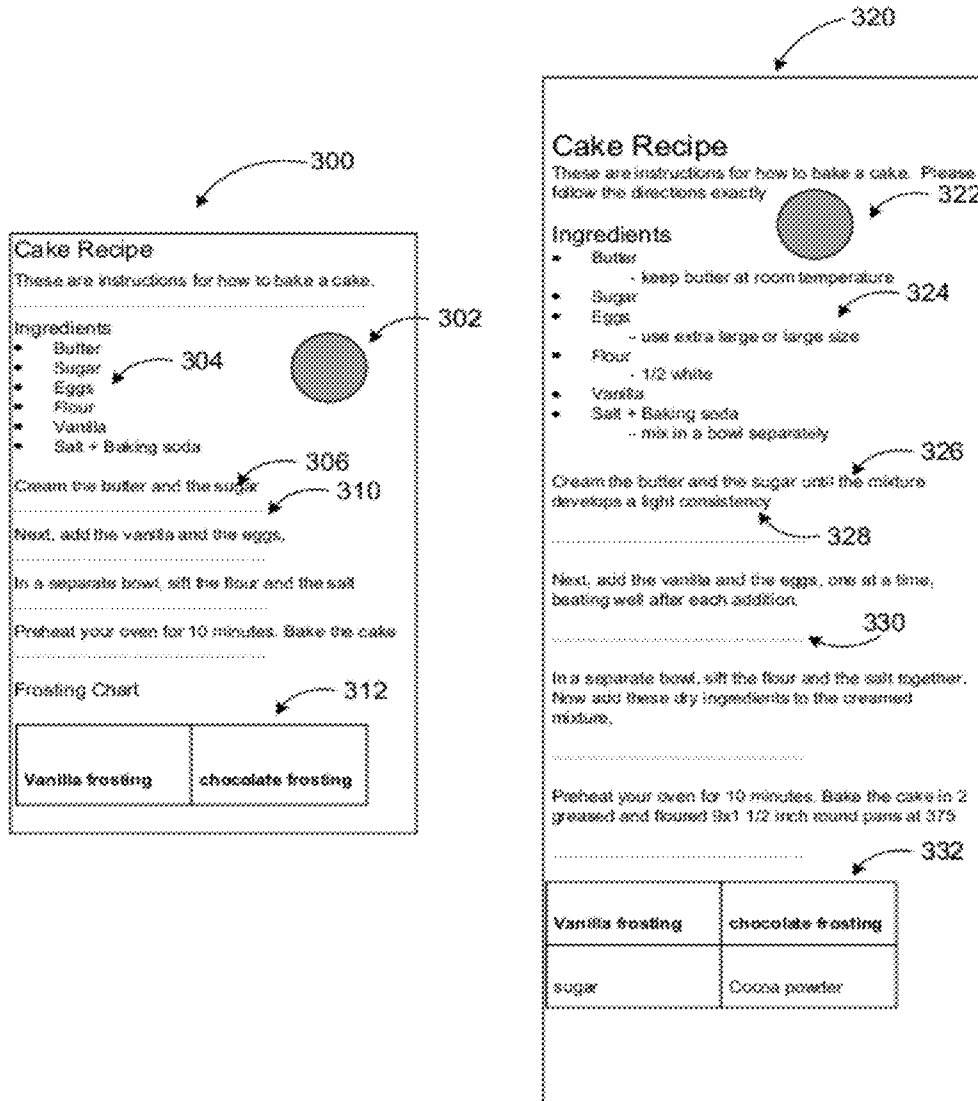 300
Cake Recipe
These are instructions for how to bake a cake.
302
Ingredients
• Butter
304
• Sugar
• Eggs
• Flour
• Vanilla
• Salt + Baking soda
306
Cream the butter and the sugar
310
Next, add the vanilla and the eggs,
In a separate bowl, sift the flour and the salt
Preheat your oven for 10 minutes. Bake the cake
Frosting Chart
312
Vanilla frosting chocolate frosting
320
Cake Recipe
These are instructions for how to bake a cake. Please
follow the directions exactly
322
Ingredients
• Butter
- keep butter at room temperature
324
• Sugar
• Eggs
- use extra large or large size
• Flour
- 1/2 white
• Vanilla
• Salt + Baking soda
- mix in a bowl separately
326
Cream the butter and the sugar until the mixture
develops a light consistency
328
Next, add the vanilla and the eggs, one at a time,
beating well after each addition.
330
In a separate bowl, sift the flour and the salt together.
Now add these dry ingredients to the creamed
mixture.
Preheat your oven for 10 minutes. Bake the cake in 2
greased and floured 9x1 1/2 inch round pans at 375
332
Vanilla frosting chocolate frosting
sugar Cocoa powder